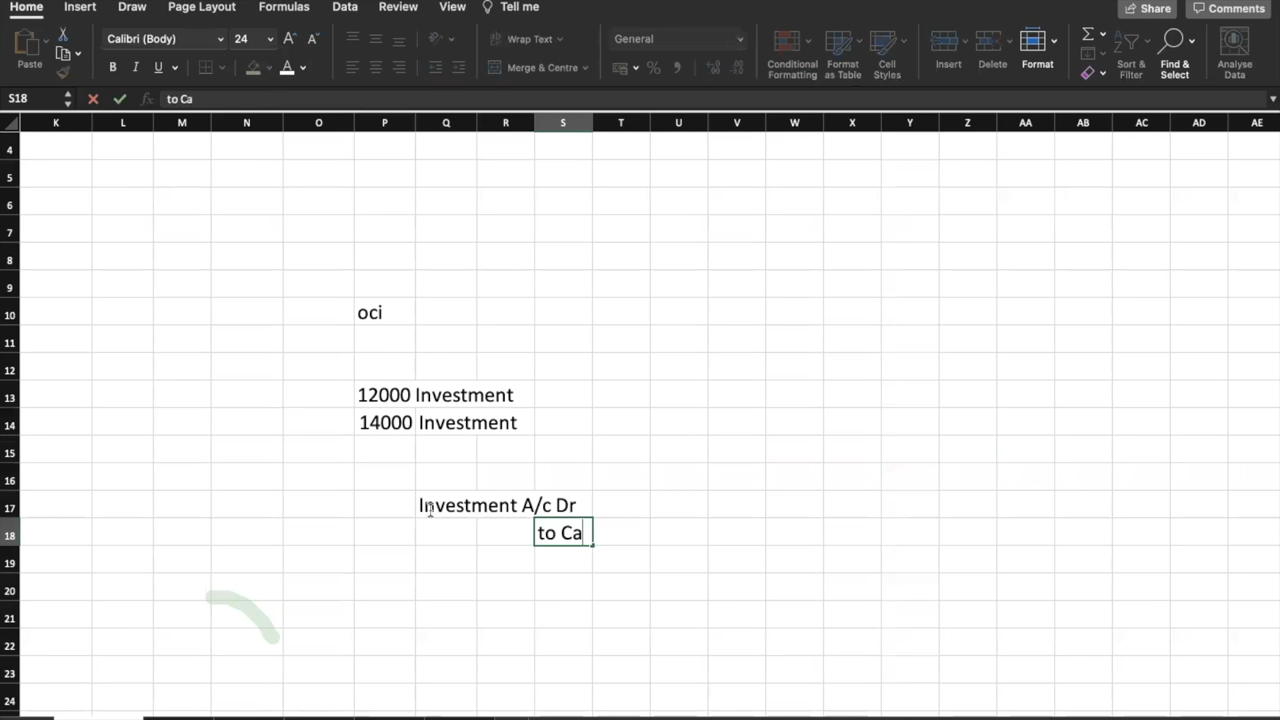 Home Insert Draw Page Layout Formulas Data Review View Tell me Share Comments
Calibri (Body) 24 A A Wrap Text General
Paste B I U A Merge & Centre % Conditional Formatting Format as Table Cell Styles Insert Delete Format Sort & Filter Find & Select Analyse Data
S18 fx to Ca
K L M N O P Q R S T U V W X Y Z AA AB AC AD AE
4
5
6
7
8
9
10 oci
11
12
13 12000 Investment
14 14000 Investment
15
16
17 Investment A/c Dr
18 to Ca
19
20
21
22
23
24